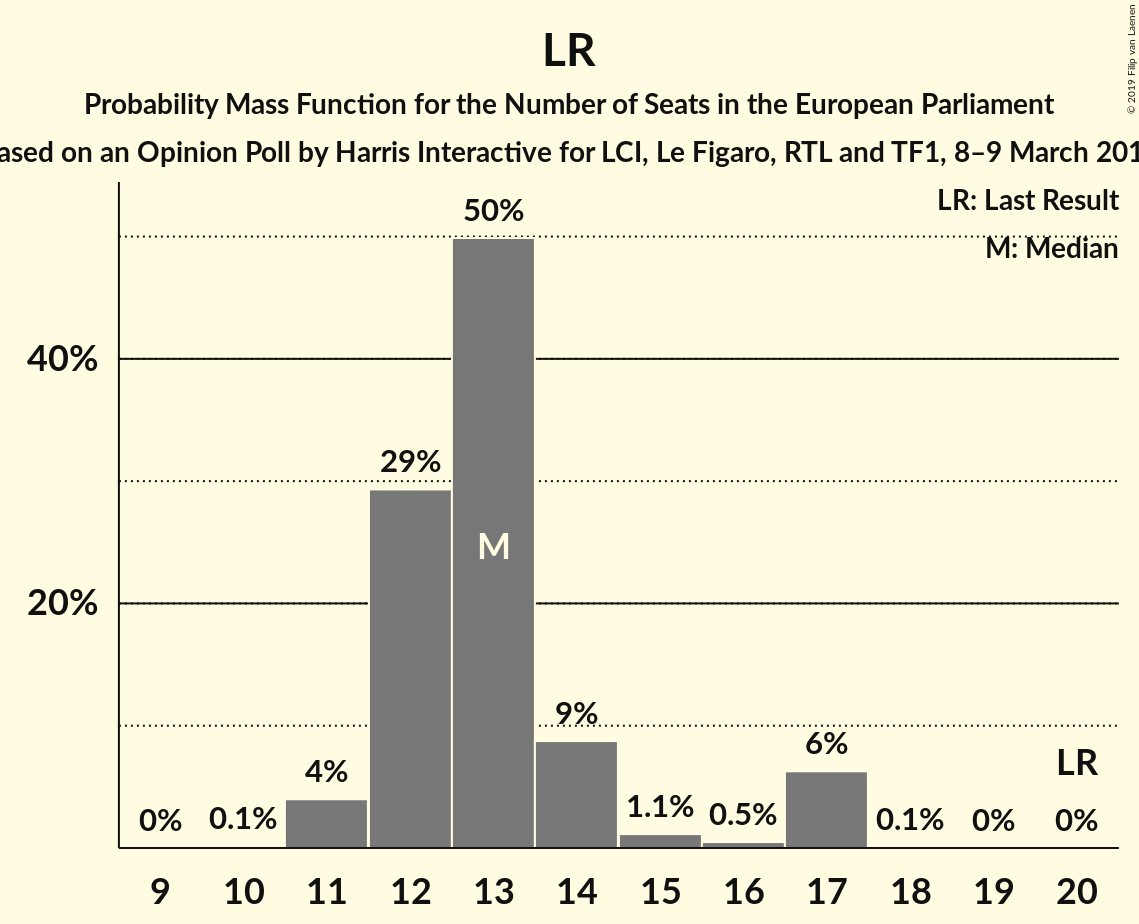 LR
Probability Mass Function for the Number of Seats in the European Parliament
ased on an Opinion Poll by Harris Interactive for LCI, Le Figaro, RTL and TF1, 8–9 March 201
© 2019 Filip van Laenen
LR: Last Result
M: Median
50%
40%
29%
M
20%
9%
6%
4%
LR
1.1%
0.5%
0%
0.1%
0.1%
0%
0%
9 10 11 12 13 14 15 16 17 18 19 20